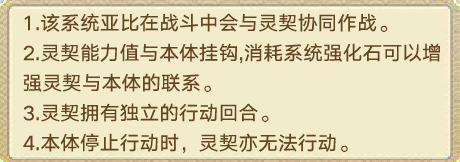 1.该系统亚比在战斗中会与灵契协同作战。
2.灵契能力值与本体挂钩,消耗系统强化石可以增
强灵契与本体的联系。
3.灵契拥有独立的行动回合。
4.本体停止行动时，灵契亦无法行动。